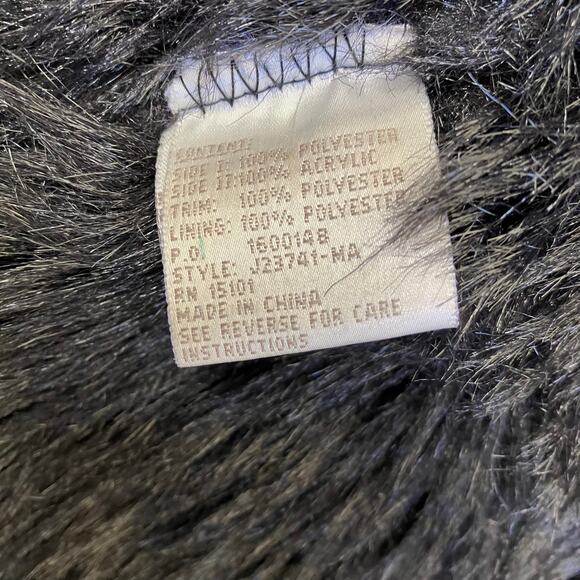 CONTENT:
SIDE I:100% POLYESTER
SIDE II:100% ACRYLIC
TRIM: 100% POLYESTER
LINING: 100% POLYESTER
P.O. 1600148
STYLE: J23741-MA
RN 15101
MADE IN CHINA
SEE REVERSE FOR CARE
INSTRUCTIONS